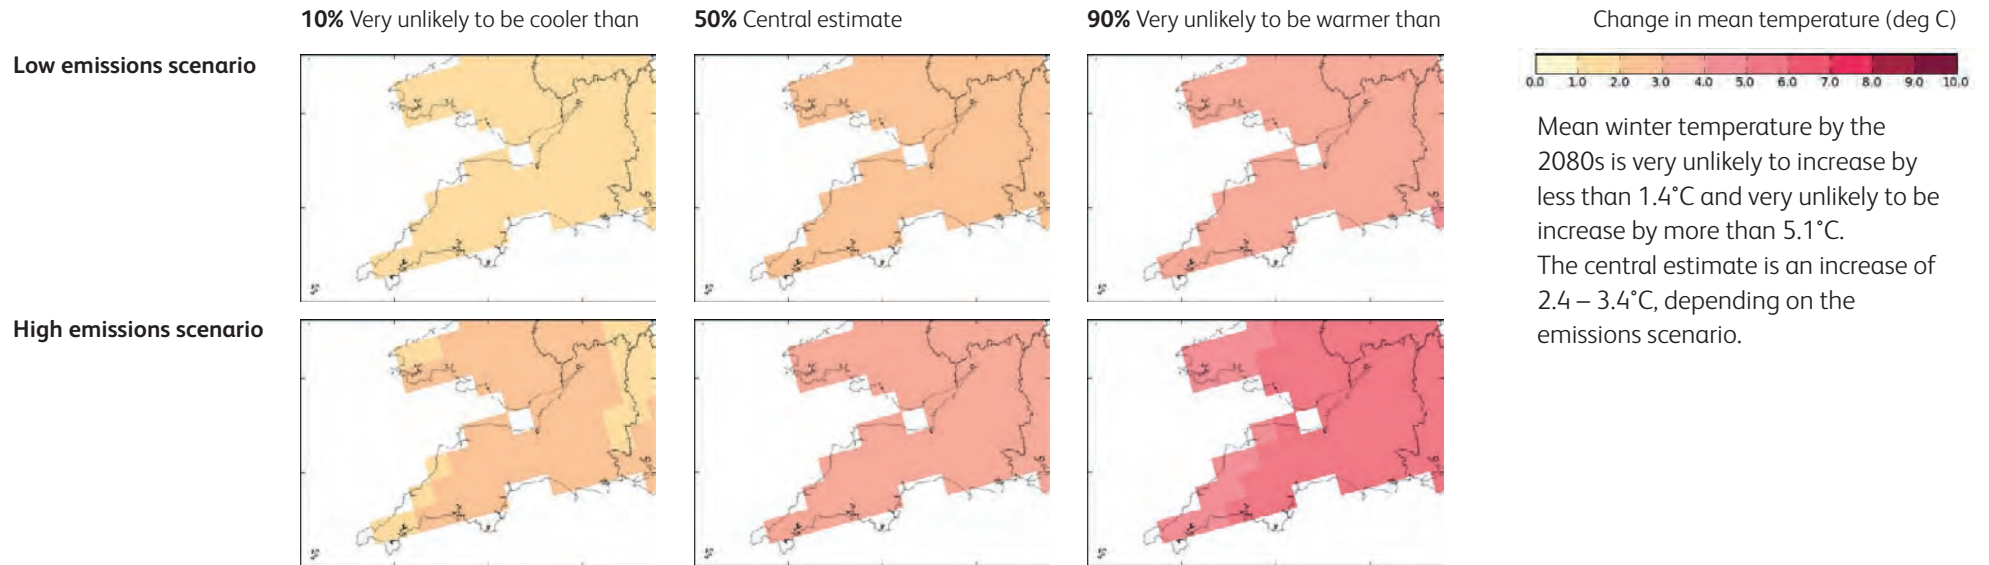 10% Very unlikely to be cooler than
50% Central estimate
90% Very unlikely to be warmer than
Change in mean temperature (deg C)
Low emissions scenario
0.0 1.0 2.0 3.0 4.0 5.0 6.0 7.0 8.0 9.0 10.0
Mean winter temperature by the
2080s is very unlikely to increase by
less than 1.4˚C and very unlikely to be
increase by more than 5.1˚C.
The central estimate is an increase of
2.4 – 3.4˚C, depending on the
emissions scenario.
High emissions scenario